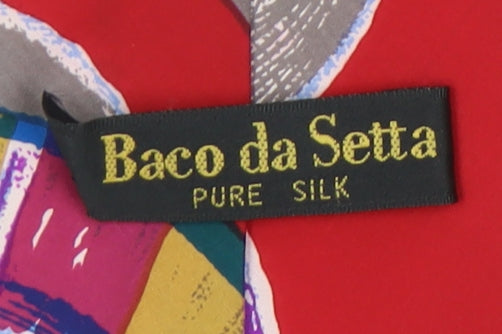 Baco da Setta
PURE SILK